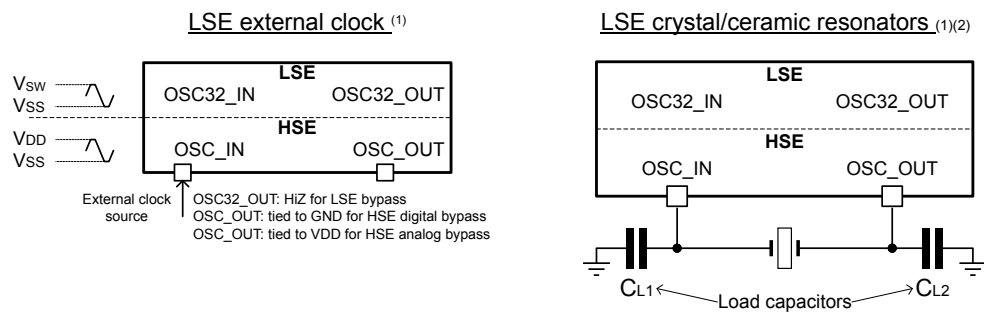 LSE external clock (1)
LSE
VSW
VSS
OSC32_IN OSC32_OUT
HSE
VDD
VSS
OSC_IN OSC_OUT
External clock
source
OSC32_OUT: HiZ for LSE bypass
OSC_OUT: tied to GND for HSE digital bypass
OSC_OUT: tied to VDD for HSE analog bypass
LSE crystal/ceramic resonators (1)(2)
LSE
OSC32_IN OSC32_OUT
HSE
OSC_IN OSC_OUT
CL1 CL2
Load capacitors